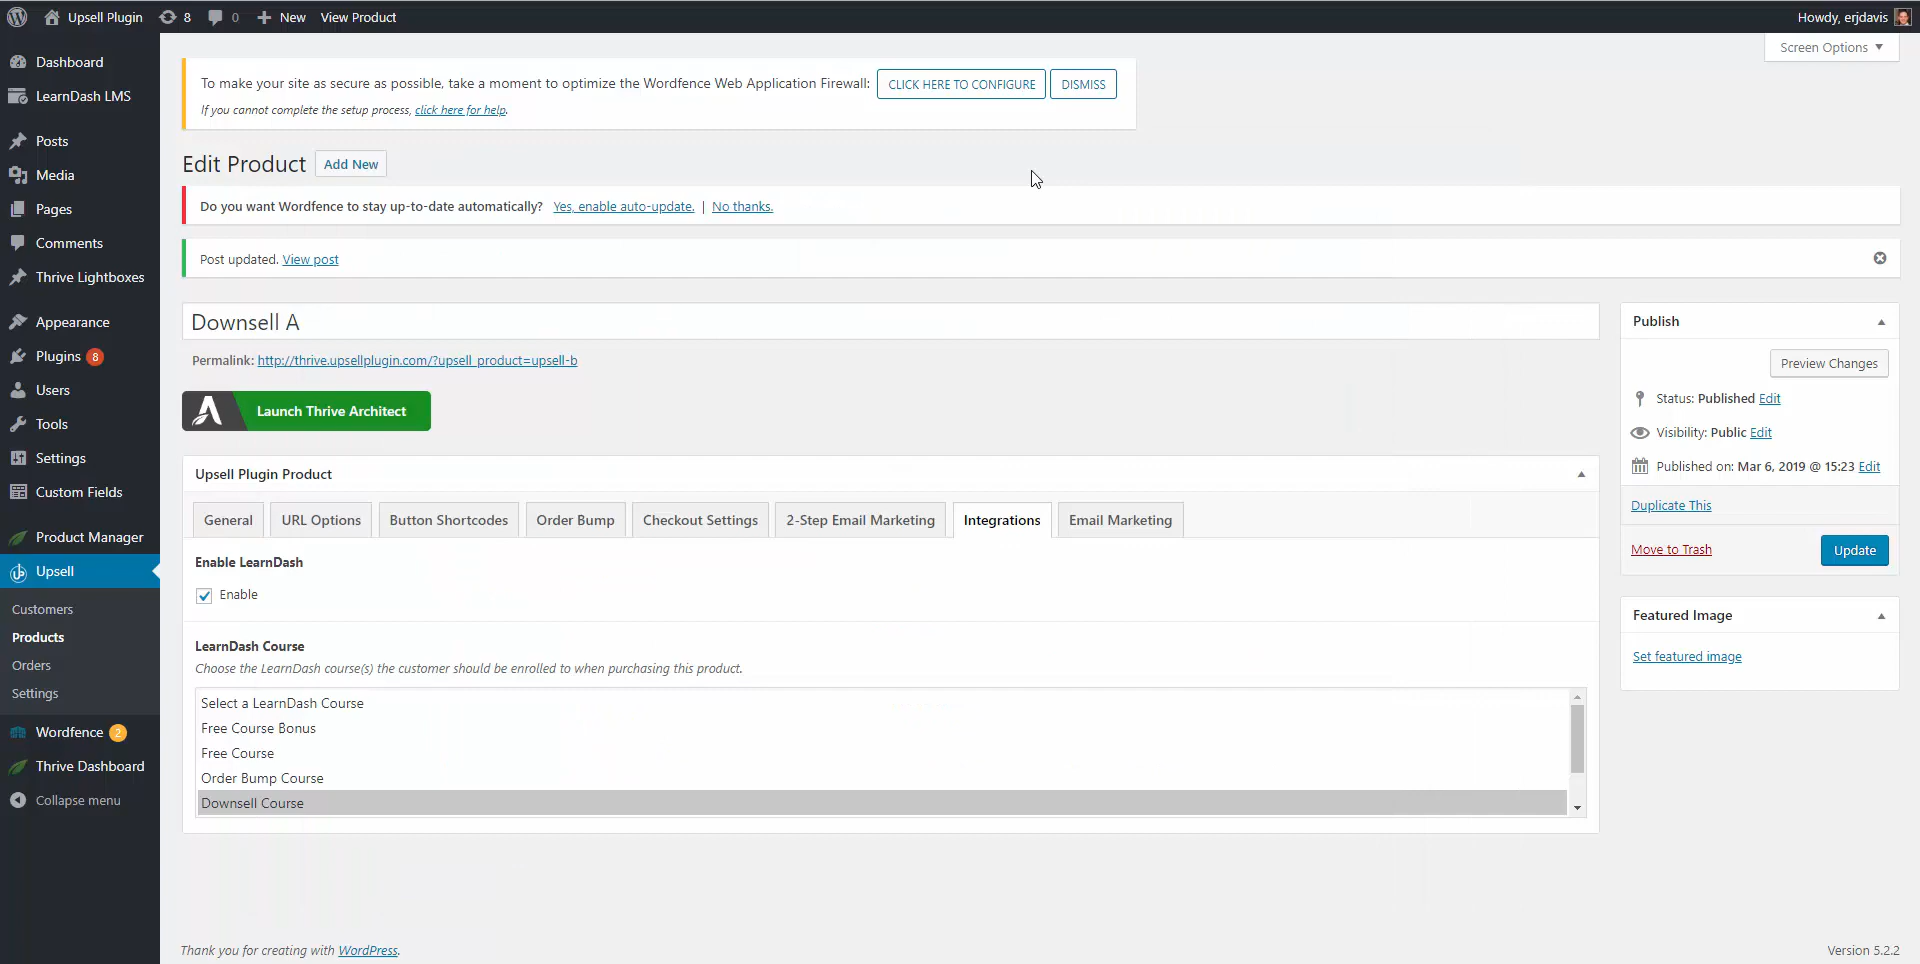 Upsell Plugin 8 0 New View Product Howdy, erjdavis
Screen Options
Dashboard
LearnDash LMS
Posts
Media
Pages
Comments
Thrive Lightboxes
Appearance
Plugins 8
Users
Tools
Settings
Custom Fields
Product Manager
Upsell
Customers
Products
Orders
Settings
Wordfence 2
Thrive Dashboard
Collapse menu
To make your site as secure as possible, take a moment to optimize the Wordfence Web Application Firewall: CLICK HERE TO CONFIGURE DISMISS
If you cannot complete the setup process, click here for help.
Edit Product Add New
Do you want Wordfence to stay up-to-date automatically? Yes, enable auto-update. | No thanks.
Post updated. View post
Downsell A
Permalink: http://thrive.upsellplugin.com/?upsell_product=upsell-b
Launch Thrive Architect
Upsell Plugin Product
General URL Options Button Shortcodes Order Bump Checkout Settings 2-Step Email Marketing Integrations Email Marketing
Enable LearnDash
Enable
LearnDash Course
Choose the LearnDash course(s) the customer should be enrolled to when purchasing this product.
Select a LearnDash Course
Free Course Bonus
Free Course
Order Bump Course
Downsell Course
Publish
Preview Changes
Status: Published Edit
Visibility: Public Edit
Published on: Mar 6, 2019 @ 15:23 Edit
Duplicate This
Move to Trash Update
Featured Image
Set featured image
Thank you for creating with WordPress. Version 5.2.2